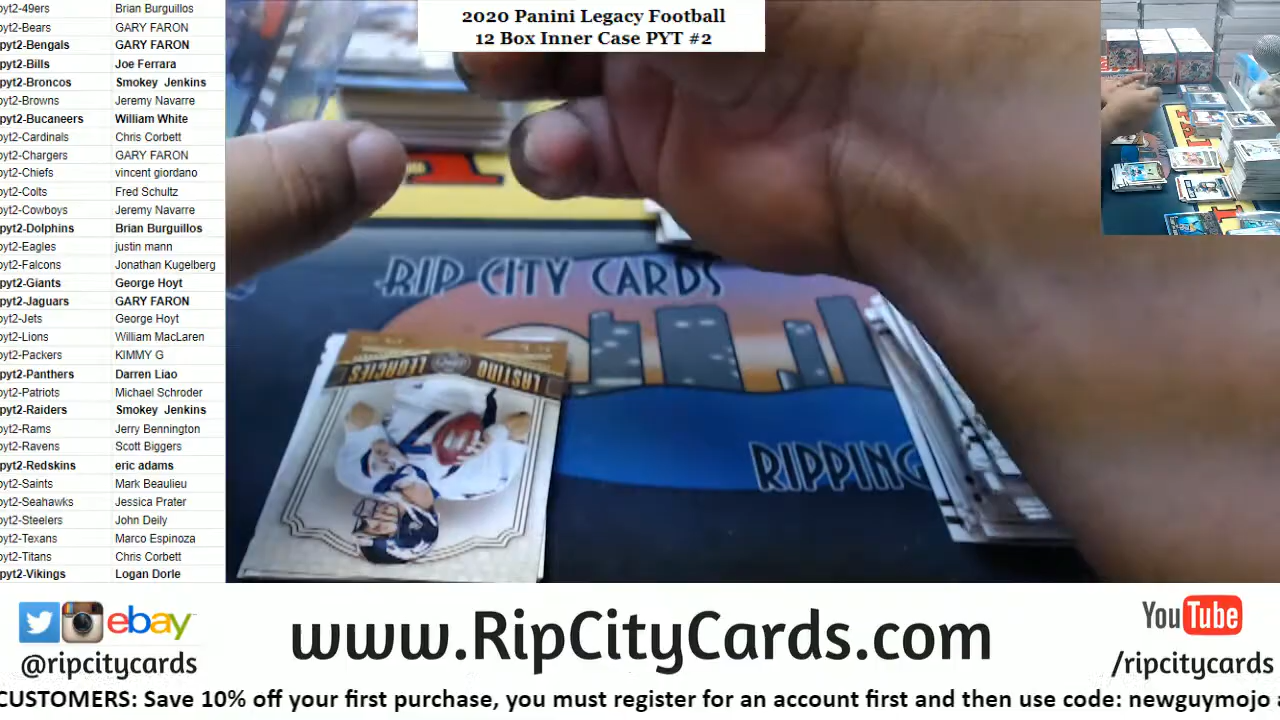 2020 Panini Legacy Football
12 Box Inner Case PYT #2
pyt2-49ers Brian Burguillos
pyt2-Bears GARY FARON
pyt2-Bengals GARY FARON
pyt2-Bills Joe Ferrara
pyt2-Broncos Smokey Jenkins
pyt2-Browns Jeremy Navarre
pyt2-Bucaneers William White
pyt2-Cardinals Chris Corbett
pyt2-Chargers GARY FARON
pyt2-Chiefs vincent giordano
pyt2-Colts Fred Schultz
pyt2-Cowboys Jeremy Navarre
pyt2-Dolphins Brian Burguillos
pyt2-Eagles justin mann
pyt2-Falcons Jonathan Kugelberg
pyt2-Giants George Hoyt
pyt2-Jaguars GARY FARON
pyt2-Jets George Hoyt
pyt2-Lions William MacLaren
pyt2-Packers KIMMY G
pyt2-Panthers Darren Liao
pyt2-Patriots Michael Schroder
pyt2-Raiders Smokey Jenkins
pyt2-Rams Jerry Bennington
pyt2-Ravens Scott Biggers
pyt2-Redskins eric adams
pyt2-Saints Mark Beaulieu
pyt2-Seahawks Jessica Prater
pyt2-Steelers John Deily
pyt2-Texans Marco Espinoza
pyt2-Titans Chris Corbett
pyt2-Vikings Logan Dorle
RIP CITY CARDS
RIPPING
LASTING LEGACIES
ebay
@ripcitycards
www.RipCityCards.com
YouTube
/ripcitycards
CUSTOMERS: Save 10% off your first purchase, you must register for an account first and then use code: newguymojo a